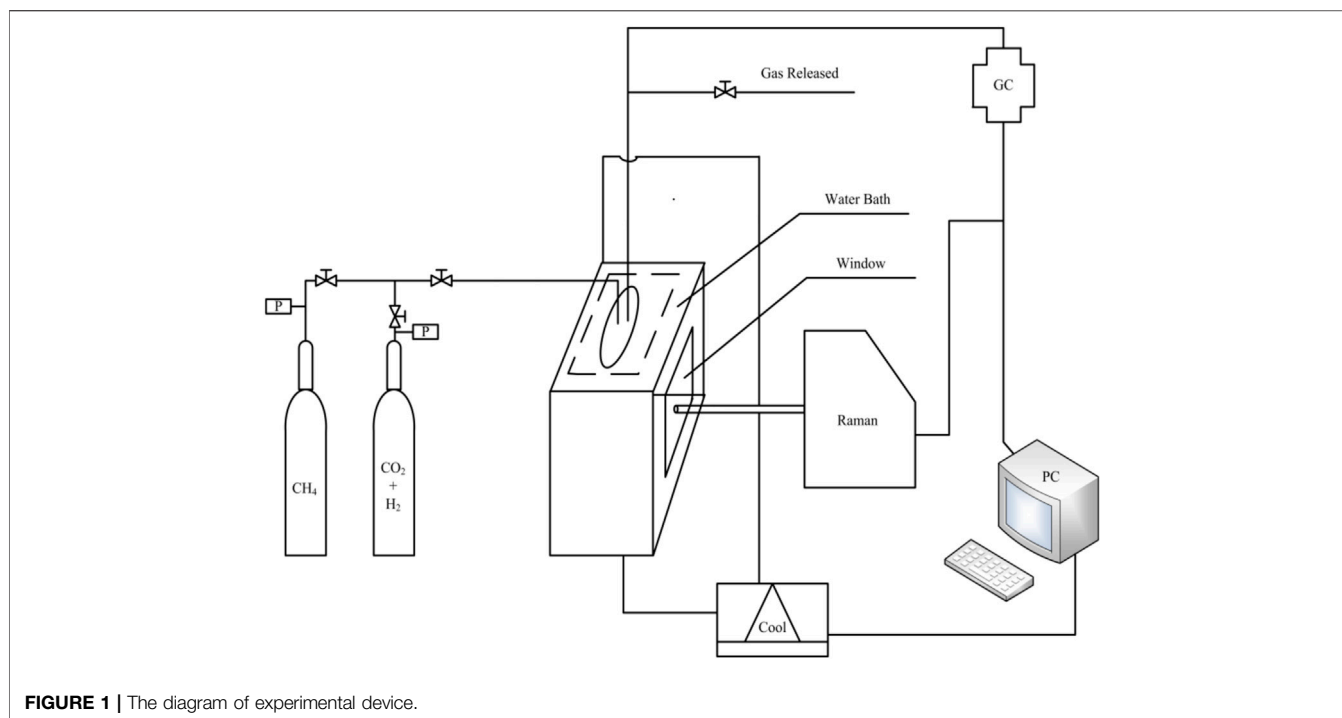 Gas Released
GC
Water Bath
Window
P
P
Raman
CH4
CO2
+
H2
PC
Cool
FIGURE 1 | The diagram of experimental device.